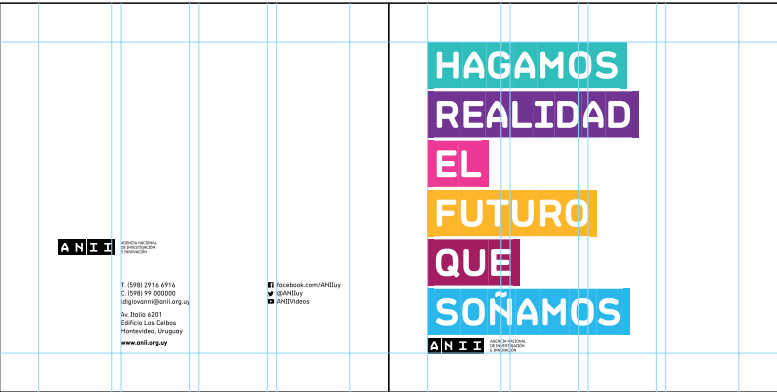 ANII
AGENCIA NACIONAL
DE INVESTIGACIÓN
E INNOVACIÓN
T. (598) 2916 6916
C. (598) 99 000000
ldigiovanni@anii.org.uy
Av. Italia 6201
Edificio Los Ceibos
Montevideo, Uruguay
www.anii.org.uy
facebook.com/ANIIuy
@ANIIuy
ANIIVideos
HAGAMOS
REALIDAD
EL
FUTURO
QUE
SOÑAMOS
ANII
AGENCIA NACIONAL
DE INVESTIGACIÓN
E INNOVACIÓN